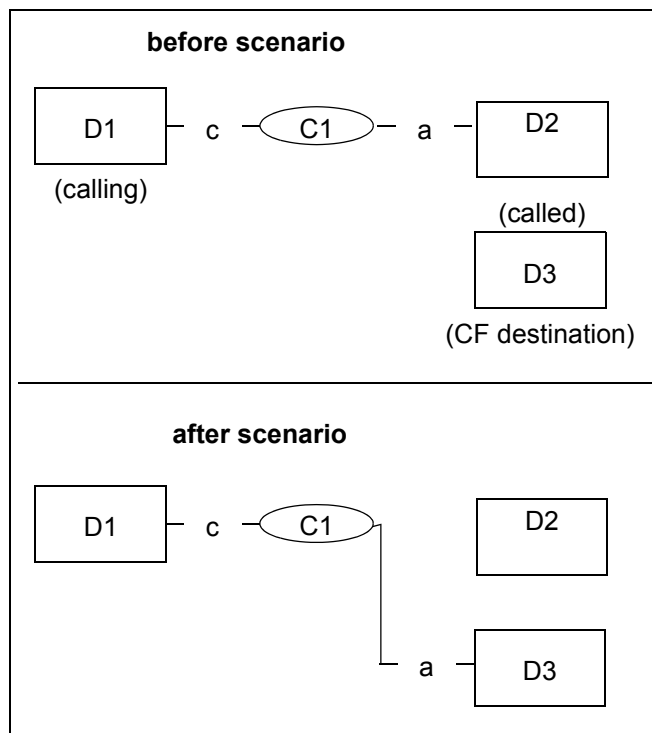 before scenario
D1 c C1 a D2
(calling)
(called)
D3
(CF destination)
after scenario
D1 c C1 D2
a D3